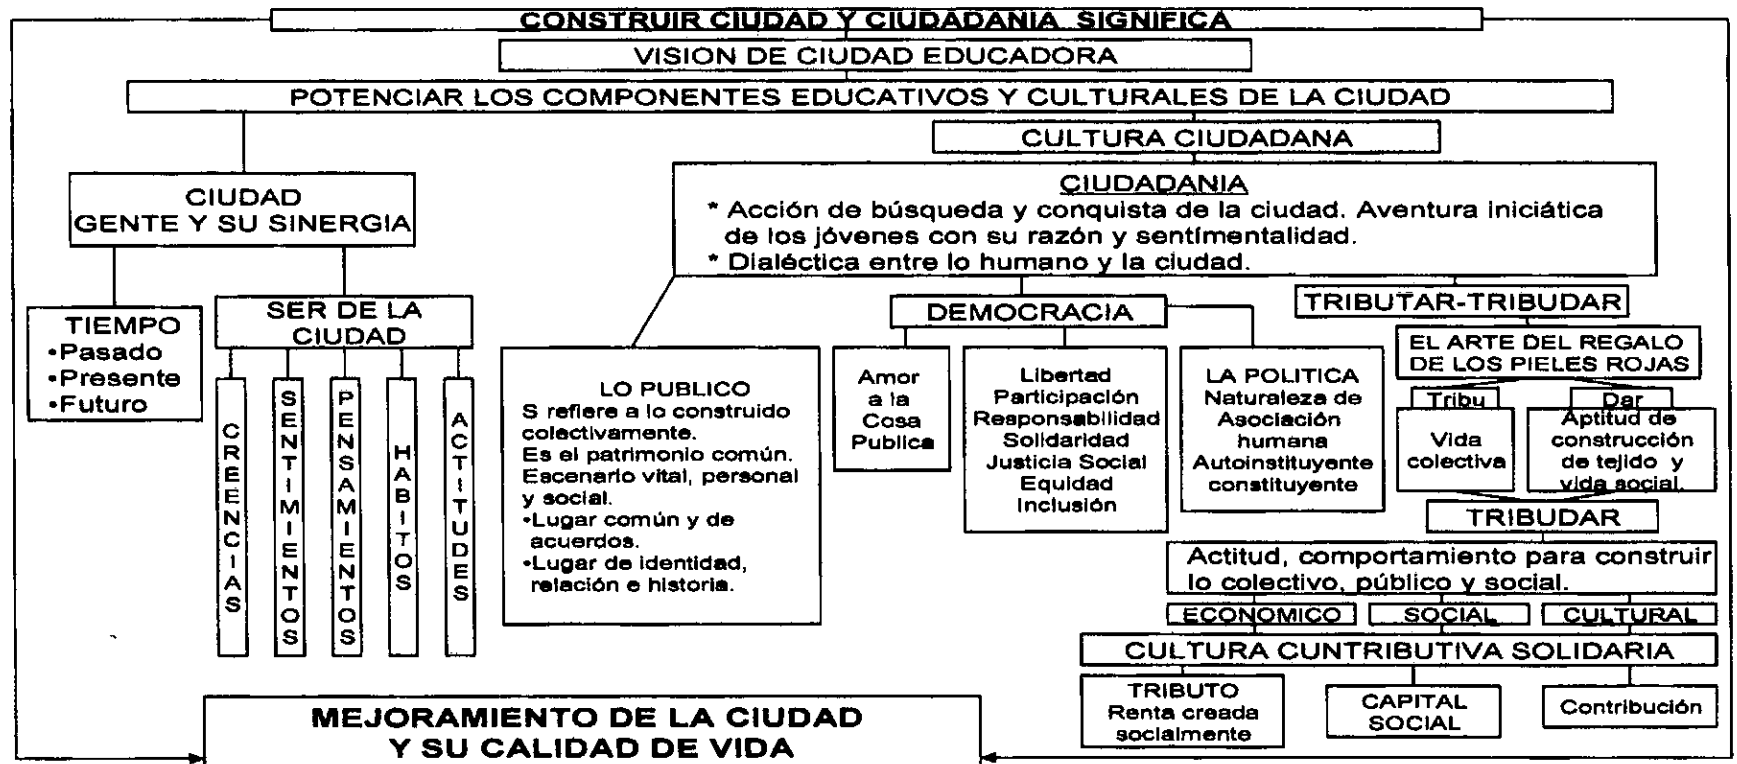 CONSTRUIR CIUDAD Y CIUDADANIA SIGNIFICA
VISION DE CIUDAD EDUCADORA
POTENCIAR LOS COMPONENTES EDUCATIVOS Y CULTURALES DE LA CIUDAD
CULTURA CIUDADANA
CIUDAD
GENTE Y SU SINERGIA
CIUDADANIA
* Acción de búsqueda y conquista de la ciudad. Aventura iniciática
de los jóvenes con su razón y sentímentalidad.
* Dialéctica entre lo humano y la ciudad.
TIEMPO
•Pasado
•Presente
•Futuro
SER DE LA
CIUDAD
CREENCIAS
SENTIMIENTOS
PENSAMIENTOS
HABITOS
ACTITUDES
LO PUBLICO
S refiere a lo construido
colectivamente.
Es el patrimonio común.
Escenario vital, personal
y social.
•Lugar común y de
acuerdos.
•Lugar de identidad,
relación e historia.
DEMOCRACIA
Amor
a la
Cosa
Publica
Libertad
Participación
Responsabilidad
Solidaridad
Justicia Social
Equidad
Inclusión
LA POLITICA
Naturaleza de
Asociación
humana
Autoinstituyente
constituyente
TRIBUTAR-TRIBUDAR
EL ARTE DEL REGALO
DE LOS PIELES ROJAS
Tribu
Vida
colectiva
Dar
Aptitud de
construcción
de tejido y
vida social.
TRIBUDAR
Actitud, comportamiento para construir
lo colectivo, público y social.
ECONOMICO
SOCIAL
CULTURAL
CULTURA CUNTRIBUTIVA SOLIDARIA
TRIBUTO
Renta creada
socialmente
CAPITAL
SOCIAL
Contribución
MEJORAMIENTO DE LA CIUDAD
Y SU CALIDAD DE VIDA